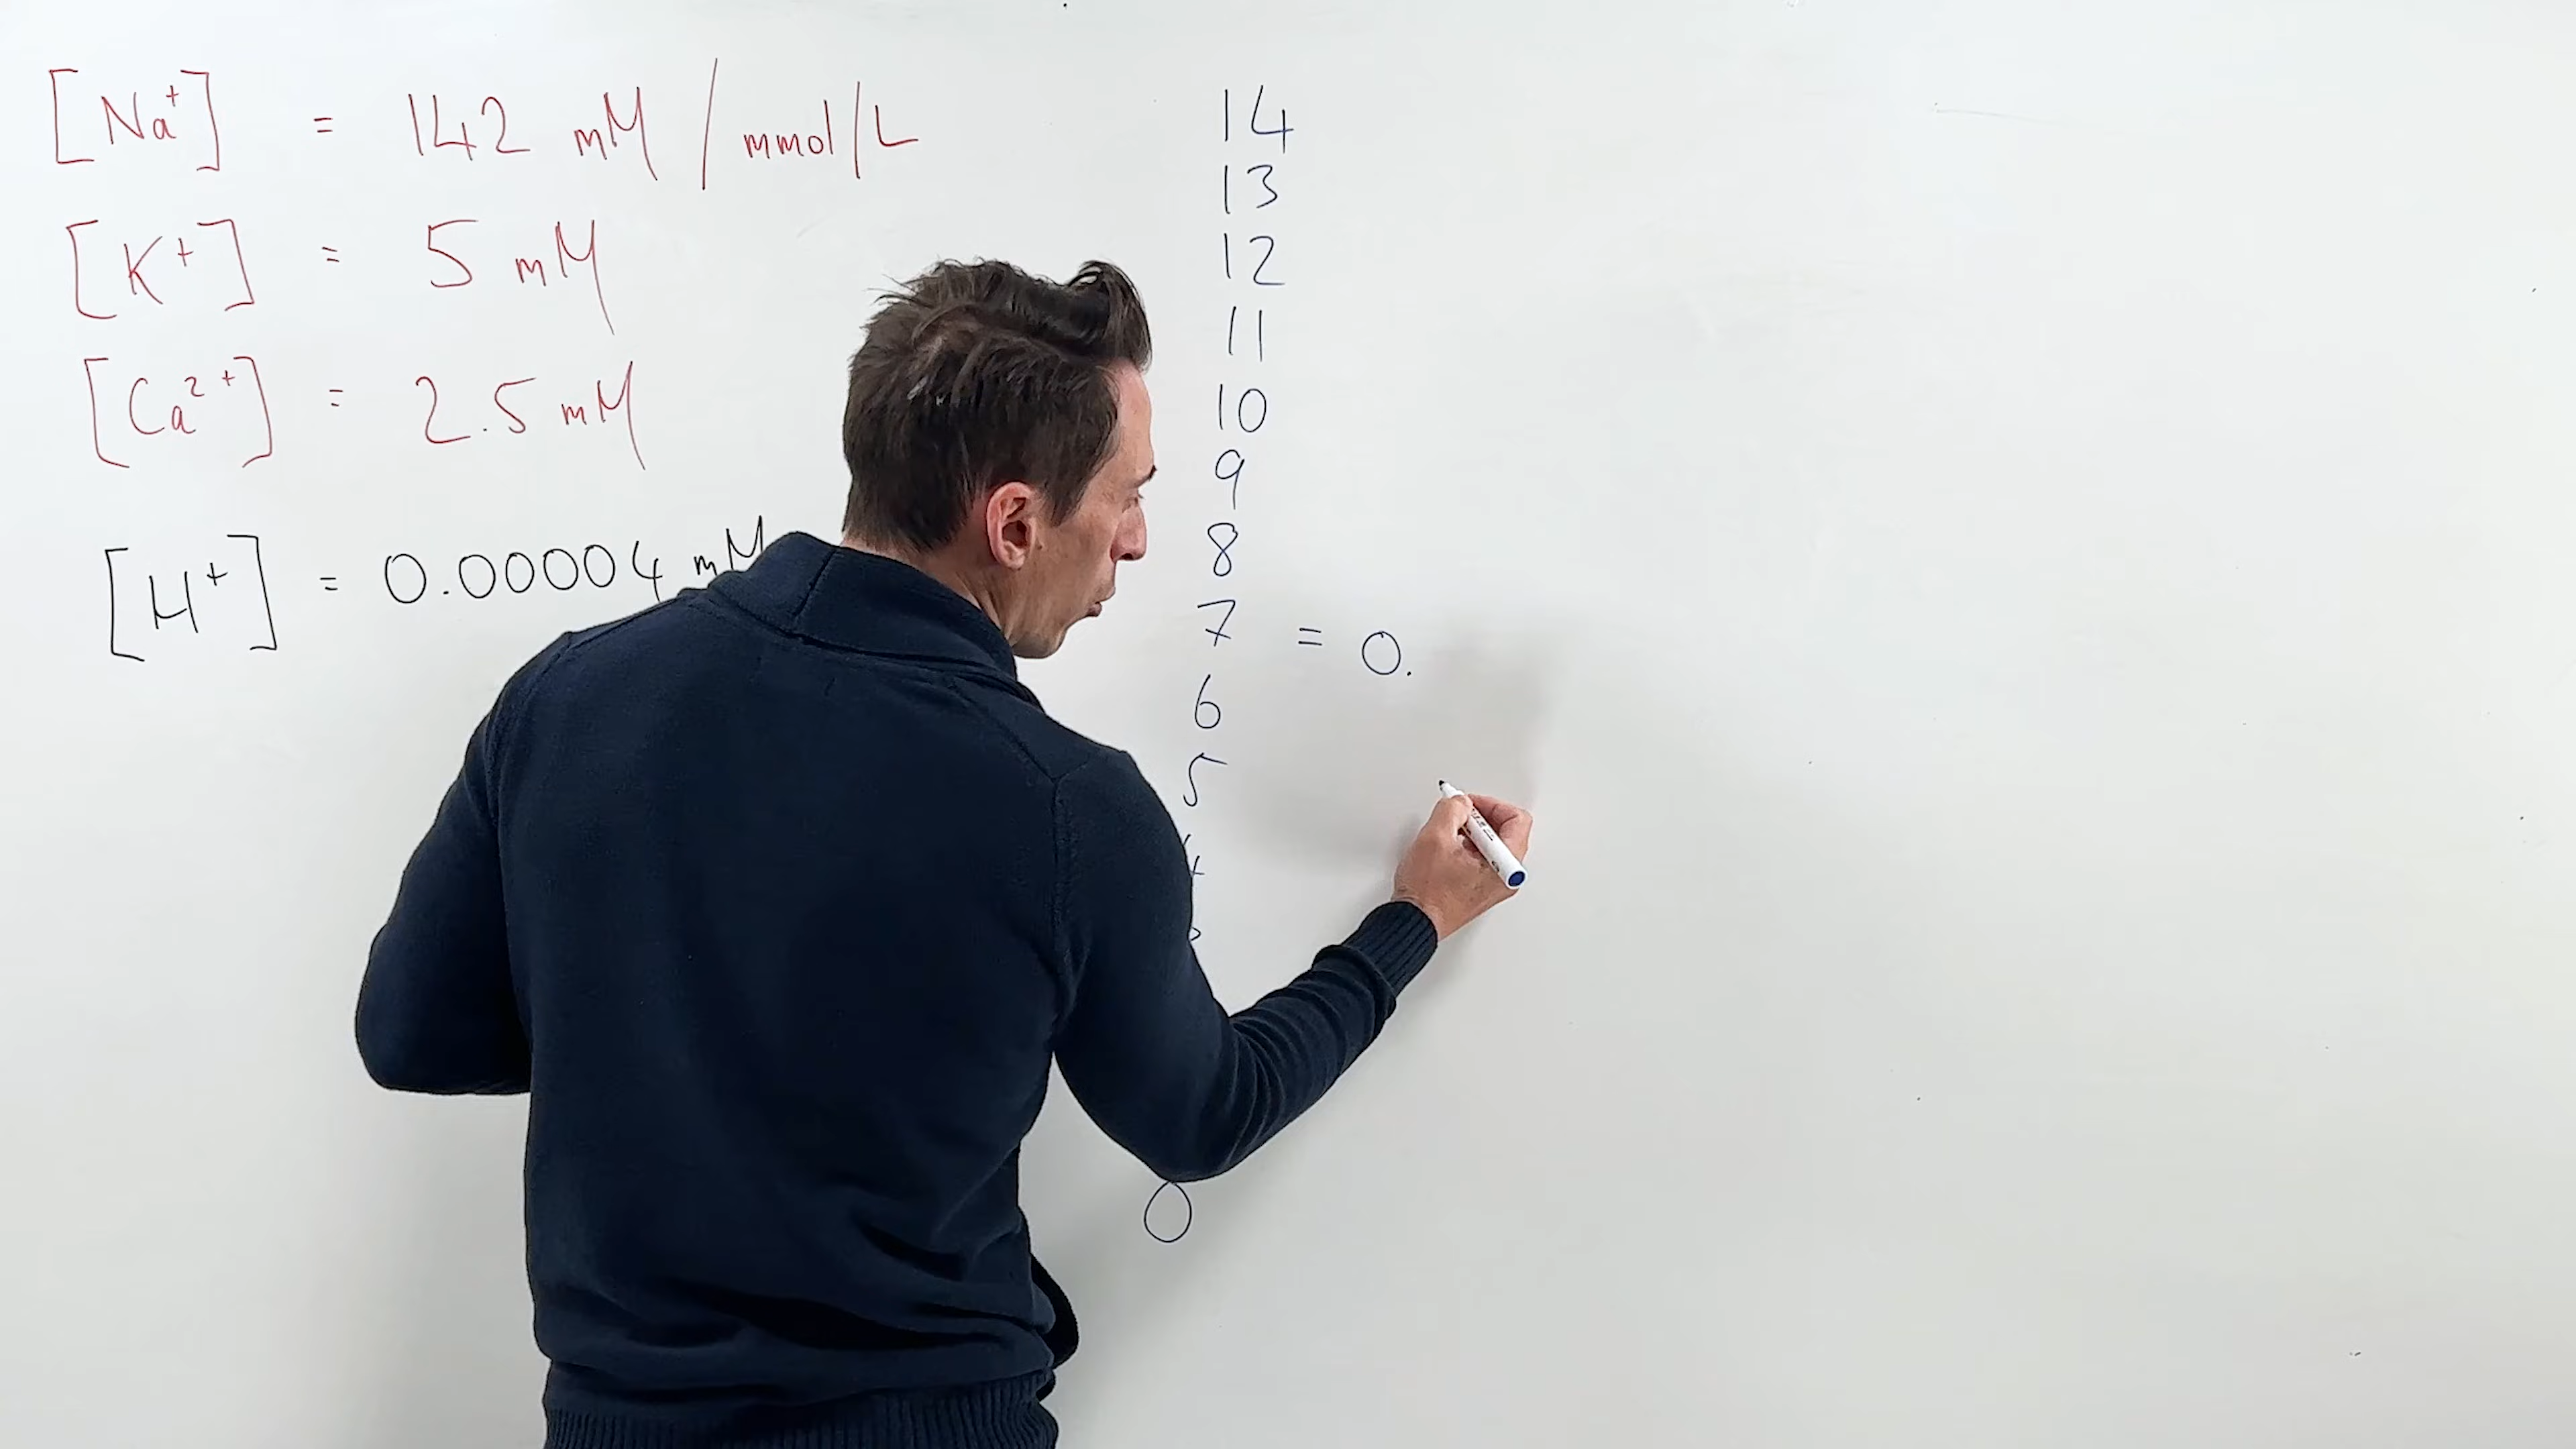 [Na⁺] = 142 mM / mmol/L
[K⁺] = 5 mM
[Ca²⁺] = 2.5 mM
[H⁺] = 0.00004 mM
14
13
12
11
10
9
8
7 = 0.
6
5
0